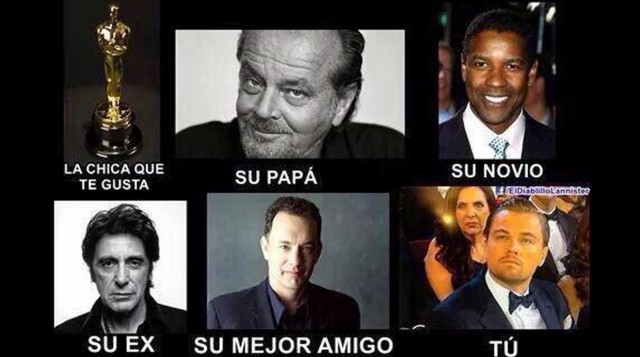 LA CHICA QUE
TE GUSTA
SU PAPÁ
SU NOVIO
f/ElDiablilloLannister
SU EX
SU MEJOR AMIGO
TÚ